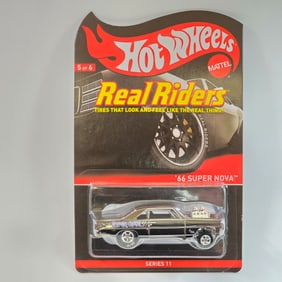 Hot Wheels
5 of 6
MATTEL
Real Riders
TIRES THAT LOOK AND FEEL LIKE THE REAL THING!
'66 SUPER NOVA™
SERIES 11